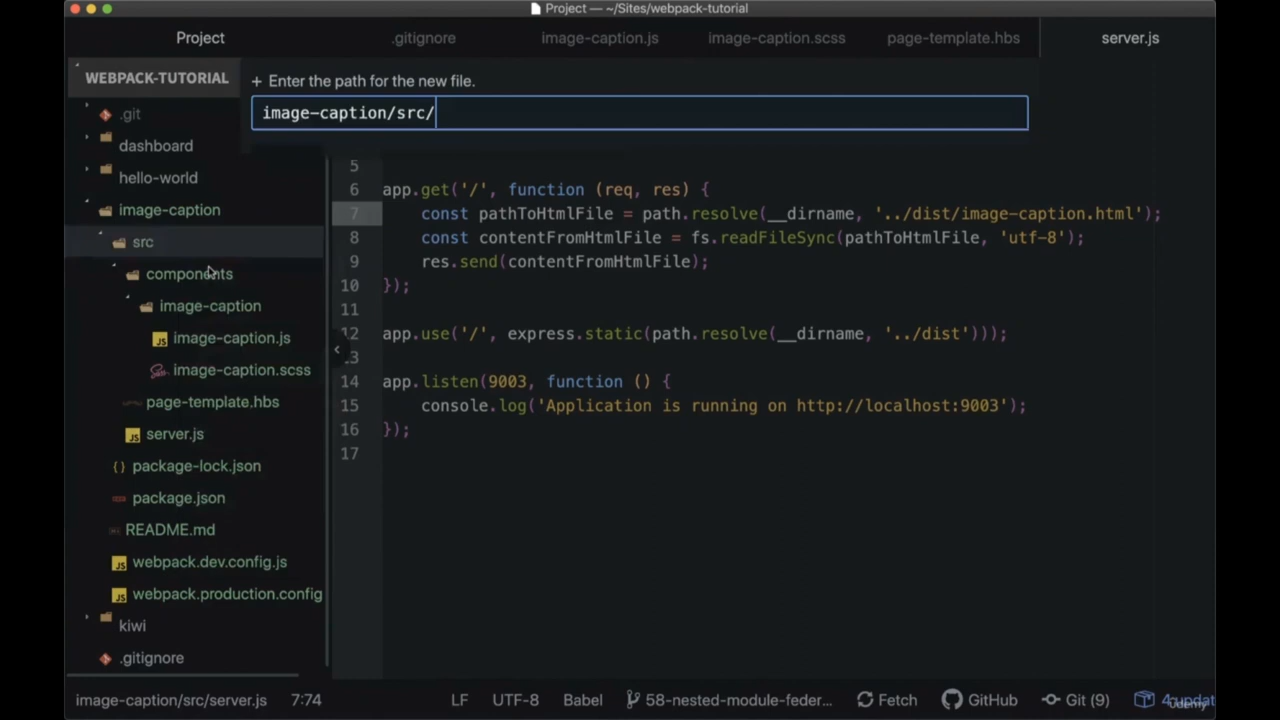 Project — ~/Sites/webpack-tutorial
Project
.gitignore
image-caption.js
image-caption.scss
page-template.hbs
server.js
WEBPACK-TUTORIAL
+ Enter the path for the new file.
image-caption/src/
.git
dashboard
hello-world
image-caption
src
components
image-caption
image-caption.js
image-caption.scss
page-template.hbs
server.js
package-lock.json
package.json
README.md
webpack.dev.config.js
webpack.production.config
kiwi
.gitignore
5
6 app.get('/', function (req, res) {
7 const pathToHtmlFile = path.resolve(__dirname, '../dist/image-caption.html');
8 const contentFromHtmlFile = fs.readFileSync(pathToHtmlFile, 'utf-8');
9 res.send(contentFromHtmlFile);
10 });
11
12 app.use('/', express.static(path.resolve(__dirname, '../dist')));
13
14 app.listen(9003, function () {
15 console.log('Application is running on http://localhost:9003');
16 });
17
image-caption/src/server.js 7:74 LF UTF-8 Babel 58-nested-module-feder... Fetch GitHub Git (9) 4 updat
Udemy